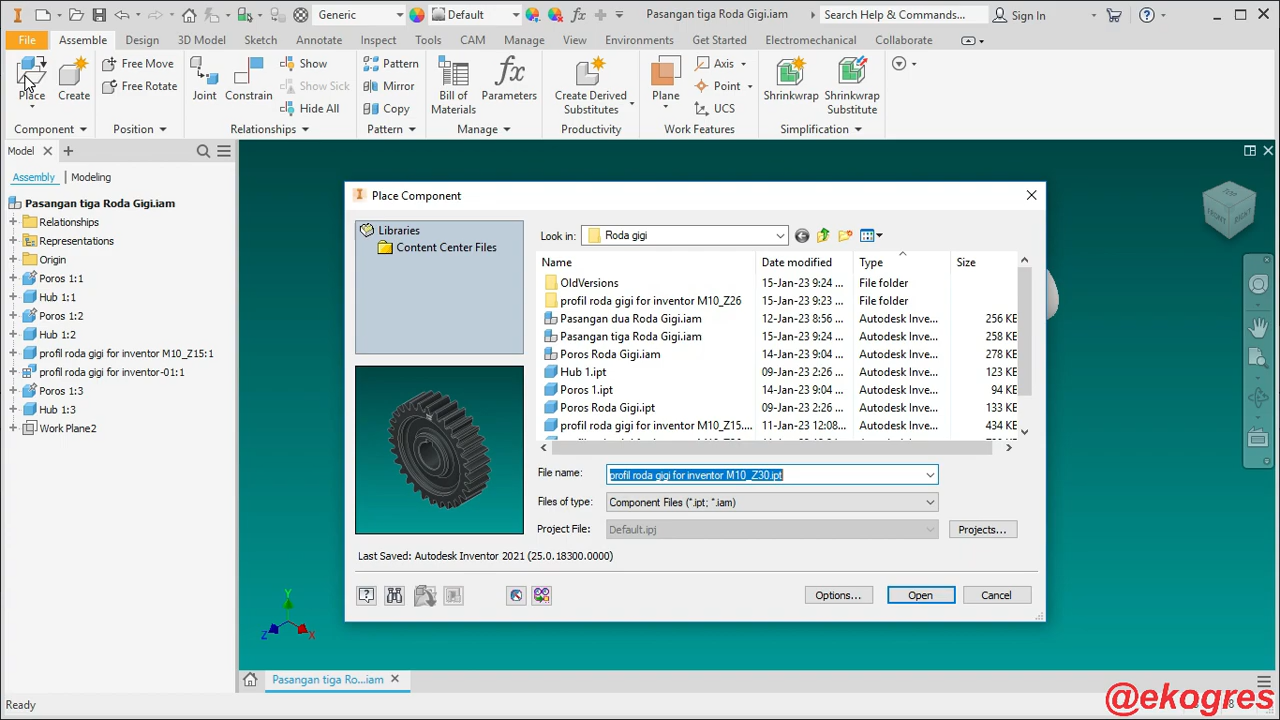 Generic
Default
Pasangan tiga Roda Gigi.iam
Search Help & Commands...
Sign In
File
Assemble
Design
3D Model
Sketch
Annotate
Inspect
Tools
CAM
Manage
View
Environments
Get Started
Electromechanical
Collaborate
Place
Create
Free Move
Free Rotate
Joint
Constrain
Show
Show Sick
Hide All
Pattern
Mirror
Copy
Bill of
Materials
Parameters
Create Derived
Substitutes
Plane
Axis
Point
UCS
Shrinkwrap
Shrinkwrap
Substitute
Component
Position
Relationships
Pattern
Manage
Productivity
Work Features
Simplification
Model
Assembly
Modeling
Pasangan tiga Roda Gigi.iam
Relationships
Representations
Origin
Poros 1:1
Hub 1:1
Poros 1:2
Hub 1:2
profil roda gigi for inventor M10_Z15:1
profil roda gigi for inventor-01:1
Poros 1:3
Hub 1:3
Work Plane2
Place Component
Libraries
Content Center Files
Look in:
Roda gigi
Name
Date modified
Type
Size
OldVersions
15-Jan-23 9:24 ...
File folder
profil roda gigi for inventor M10_Z26
15-Jan-23 9:23 ...
File folder
Pasangan dua Roda Gigi.iam
12-Jan-23 8:56 ...
Autodesk Inve...
256 KB
Pasangan tiga Roda Gigi.iam
15-Jan-23 9:24 ...
Autodesk Inve...
258 KB
Poros Roda Gigi.iam
14-Jan-23 9:04 ...
Autodesk Inve...
278 KB
Hub 1.ipt
09-Jan-23 2:26 ...
Autodesk Inve...
123 KB
Poros 1.ipt
14-Jan-23 9:04 ...
Autodesk Inve...
94 KB
Poros Roda Gigi.ipt
09-Jan-23 2:26 ...
Autodesk Inve...
133 KB
profil roda gigi for inventor M10_Z15....
11-Jan-23 12:08...
Autodesk Inve...
434 KB
File name:
profil roda gigi for inventor M10_Z30.ipt
Files of type:
Component Files (*.ipt; *.iam)
Project File:
Default.ipj
Projects...
Last Saved: Autodesk Inventor 2021 (25.0.18300.0000)
Options...
Open
Cancel
TOP
FRONT
RIGHT
Y
Z
X
Pasangan tiga Ro...iam
Ready
@ekogres